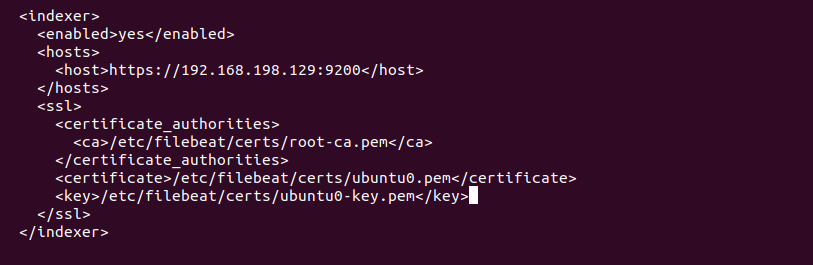 <indexer>
  <enabled>yes</enabled>
  <hosts>
    <host>https://192.168.198.129:9200</host>
  </hosts>
  <ssl>
    <certificate_authorities>
      <ca>/etc/filebeat/certs/root-ca.pem</ca>
    </certificate_authorities>
    <certificate>/etc/filebeat/certs/ubuntu0.pem</certificate>
    <key>/etc/filebeat/certs/ubuntu0-key.pem</key>
  </ssl>
</indexer>